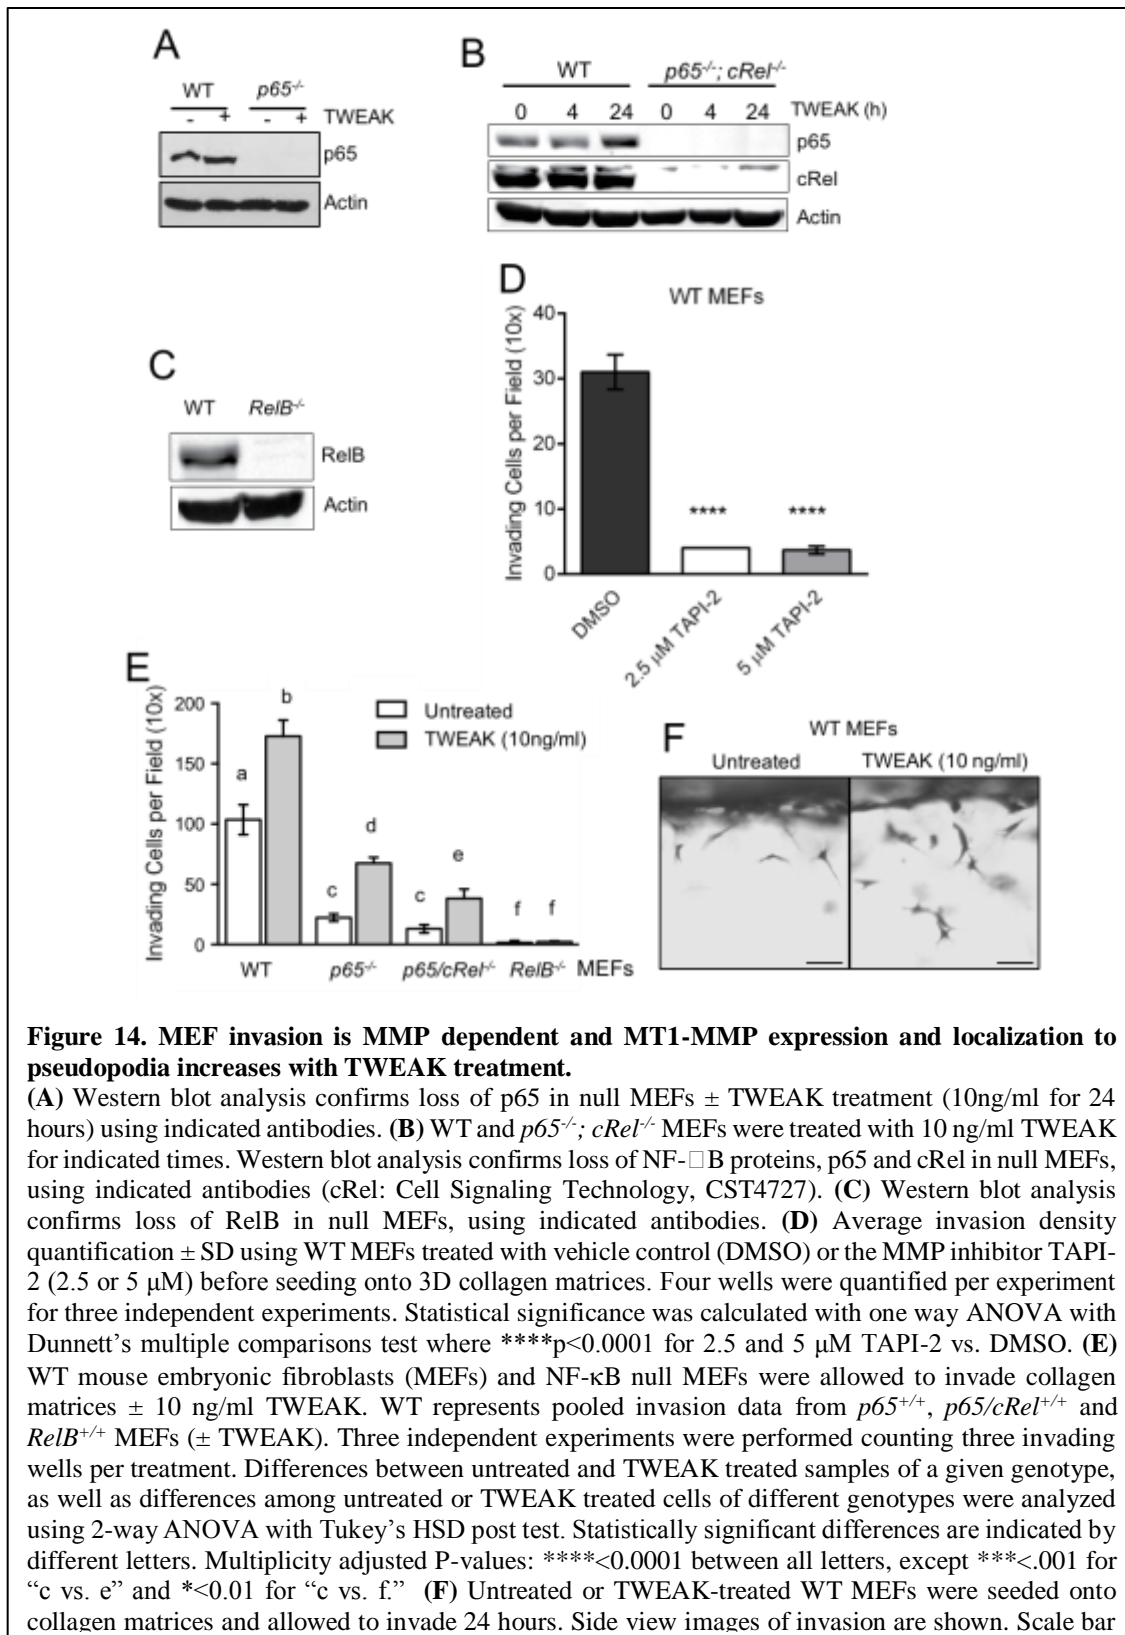 A
WT
p65-/-
- + - + TWEAK
p65
Actin
B
WT
p65-/-; cRel-/-
0 4 24 0 4 24 TWEAK (h)
p65
cRel
Actin
C
WT RelB-/-
RelB
Actin
D
WT MEFs
Invading Cells per Field (10x)
40
30
20
10
0
**** ****
DMSO
2.5 µM TAPI-2
5 µM TAPI-2
E
Invading Cells per Field (10x)
200
150
100
50
0
a b c d c e f f
Untreated
TWEAK (10ng/ml)
WT p65-/- p65/cRel-/- RelB-/- MEFs
F
WT MEFs
Untreated TWEAK (10 ng/ml)
Figure 14. MEF invasion is MMP dependent and MT1-MMP expression and localization to
pseudopodia increases with TWEAK treatment.
(A) Western blot analysis confirms loss of p65 in null MEFs ± TWEAK treatment (10ng/ml for 24
hours) using indicated antibodies. (B) WT and p65-/-; cRel-/- MEFs were treated with 10 ng/ml TWEAK
for indicated times. Western blot analysis confirms loss of NF-□B proteins, p65 and cRel in null MEFs,
using indicated antibodies (cRel: Cell Signaling Technology, CST4727). (C) Western blot analysis
confirms loss of RelB in null MEFs, using indicated antibodies. (D) Average invasion density
quantification ± SD using WT MEFs treated with vehicle control (DMSO) or the MMP inhibitor TAPI-
2 (2.5 or 5 µM) before seeding onto 3D collagen matrices. Four wells were quantified per experiment
for three independent experiments. Statistical significance was calculated with one way ANOVA with
Dunnett’s multiple comparisons test where ****p<0.0001 for 2.5 and 5 µM TAPI-2 vs. DMSO. (E)
WT mouse embryonic fibroblasts (MEFs) and NF-κB null MEFs were allowed to invade collagen
matrices ± 10 ng/ml TWEAK. WT represents pooled invasion data from p65+/+, p65/cRel+/+ and
RelB+/+ MEFs (± TWEAK). Three independent experiments were performed counting three invading
wells per treatment. Differences between untreated and TWEAK treated samples of a given genotype,
as well as differences among untreated or TWEAK treated cells of different genotypes were analyzed
using 2-way ANOVA with Tukey’s HSD post test. Statistically significant differences are indicated by
different letters. Multiplicity adjusted P-values: ****<0.0001 between all letters, except ***<.001 for
“c vs. e” and *<0.01 for “c vs. f.” (F) Untreated or TWEAK-treated WT MEFs were seeded onto
collagen matrices and allowed to invade 24 hours. Side view images of invasion are shown. Scale bar